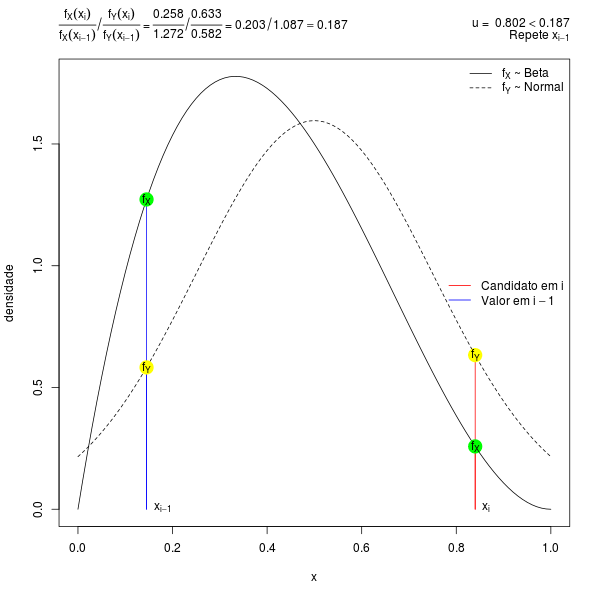 fX(xi) / fY(xi) = 0.258 / 0.633 = 0.203/1.087 = 0.187
fX(xi−1) fY(xi−1) 1.272 0.582
u = 0.802 < 0.187
Repete xi−1
fX ~ Beta
fY ~ Normal
1.5
1.0
0.5
0.0
densidade
fX
fY
Candidato em i
Valor em i − 1
fY
fX
xi−1
xi
0.0 0.2 0.4 0.6 0.8 1.0
x